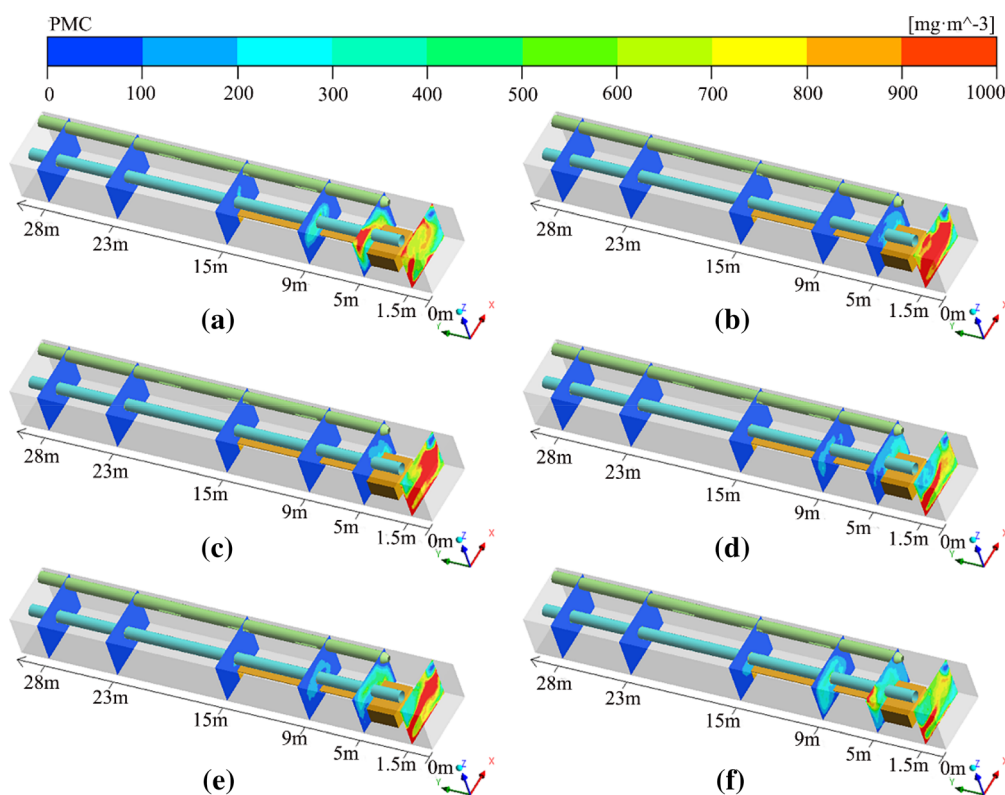 PMC [mg·m^-3]
0 100 200 300 400 500 600 700 800 900 1000
28m 23m 15m 9m 5m 1.5m 0m
X Y Z
(a)
28m 23m 15m 9m 5m 1.5m 0m
X Y Z
(b)
28m 23m 15m 9m 5m 1.5m 0m
X Y Z
(c)
28m 23m 15m 9m 5m 1.5m 0m
X Y Z
(d)
28m 23m 15m 9m 5m 1.5m 0m
X Y Z
(e)
28m 23m 15m 9m 5m 1.5m 0m
X Y Z
(f)